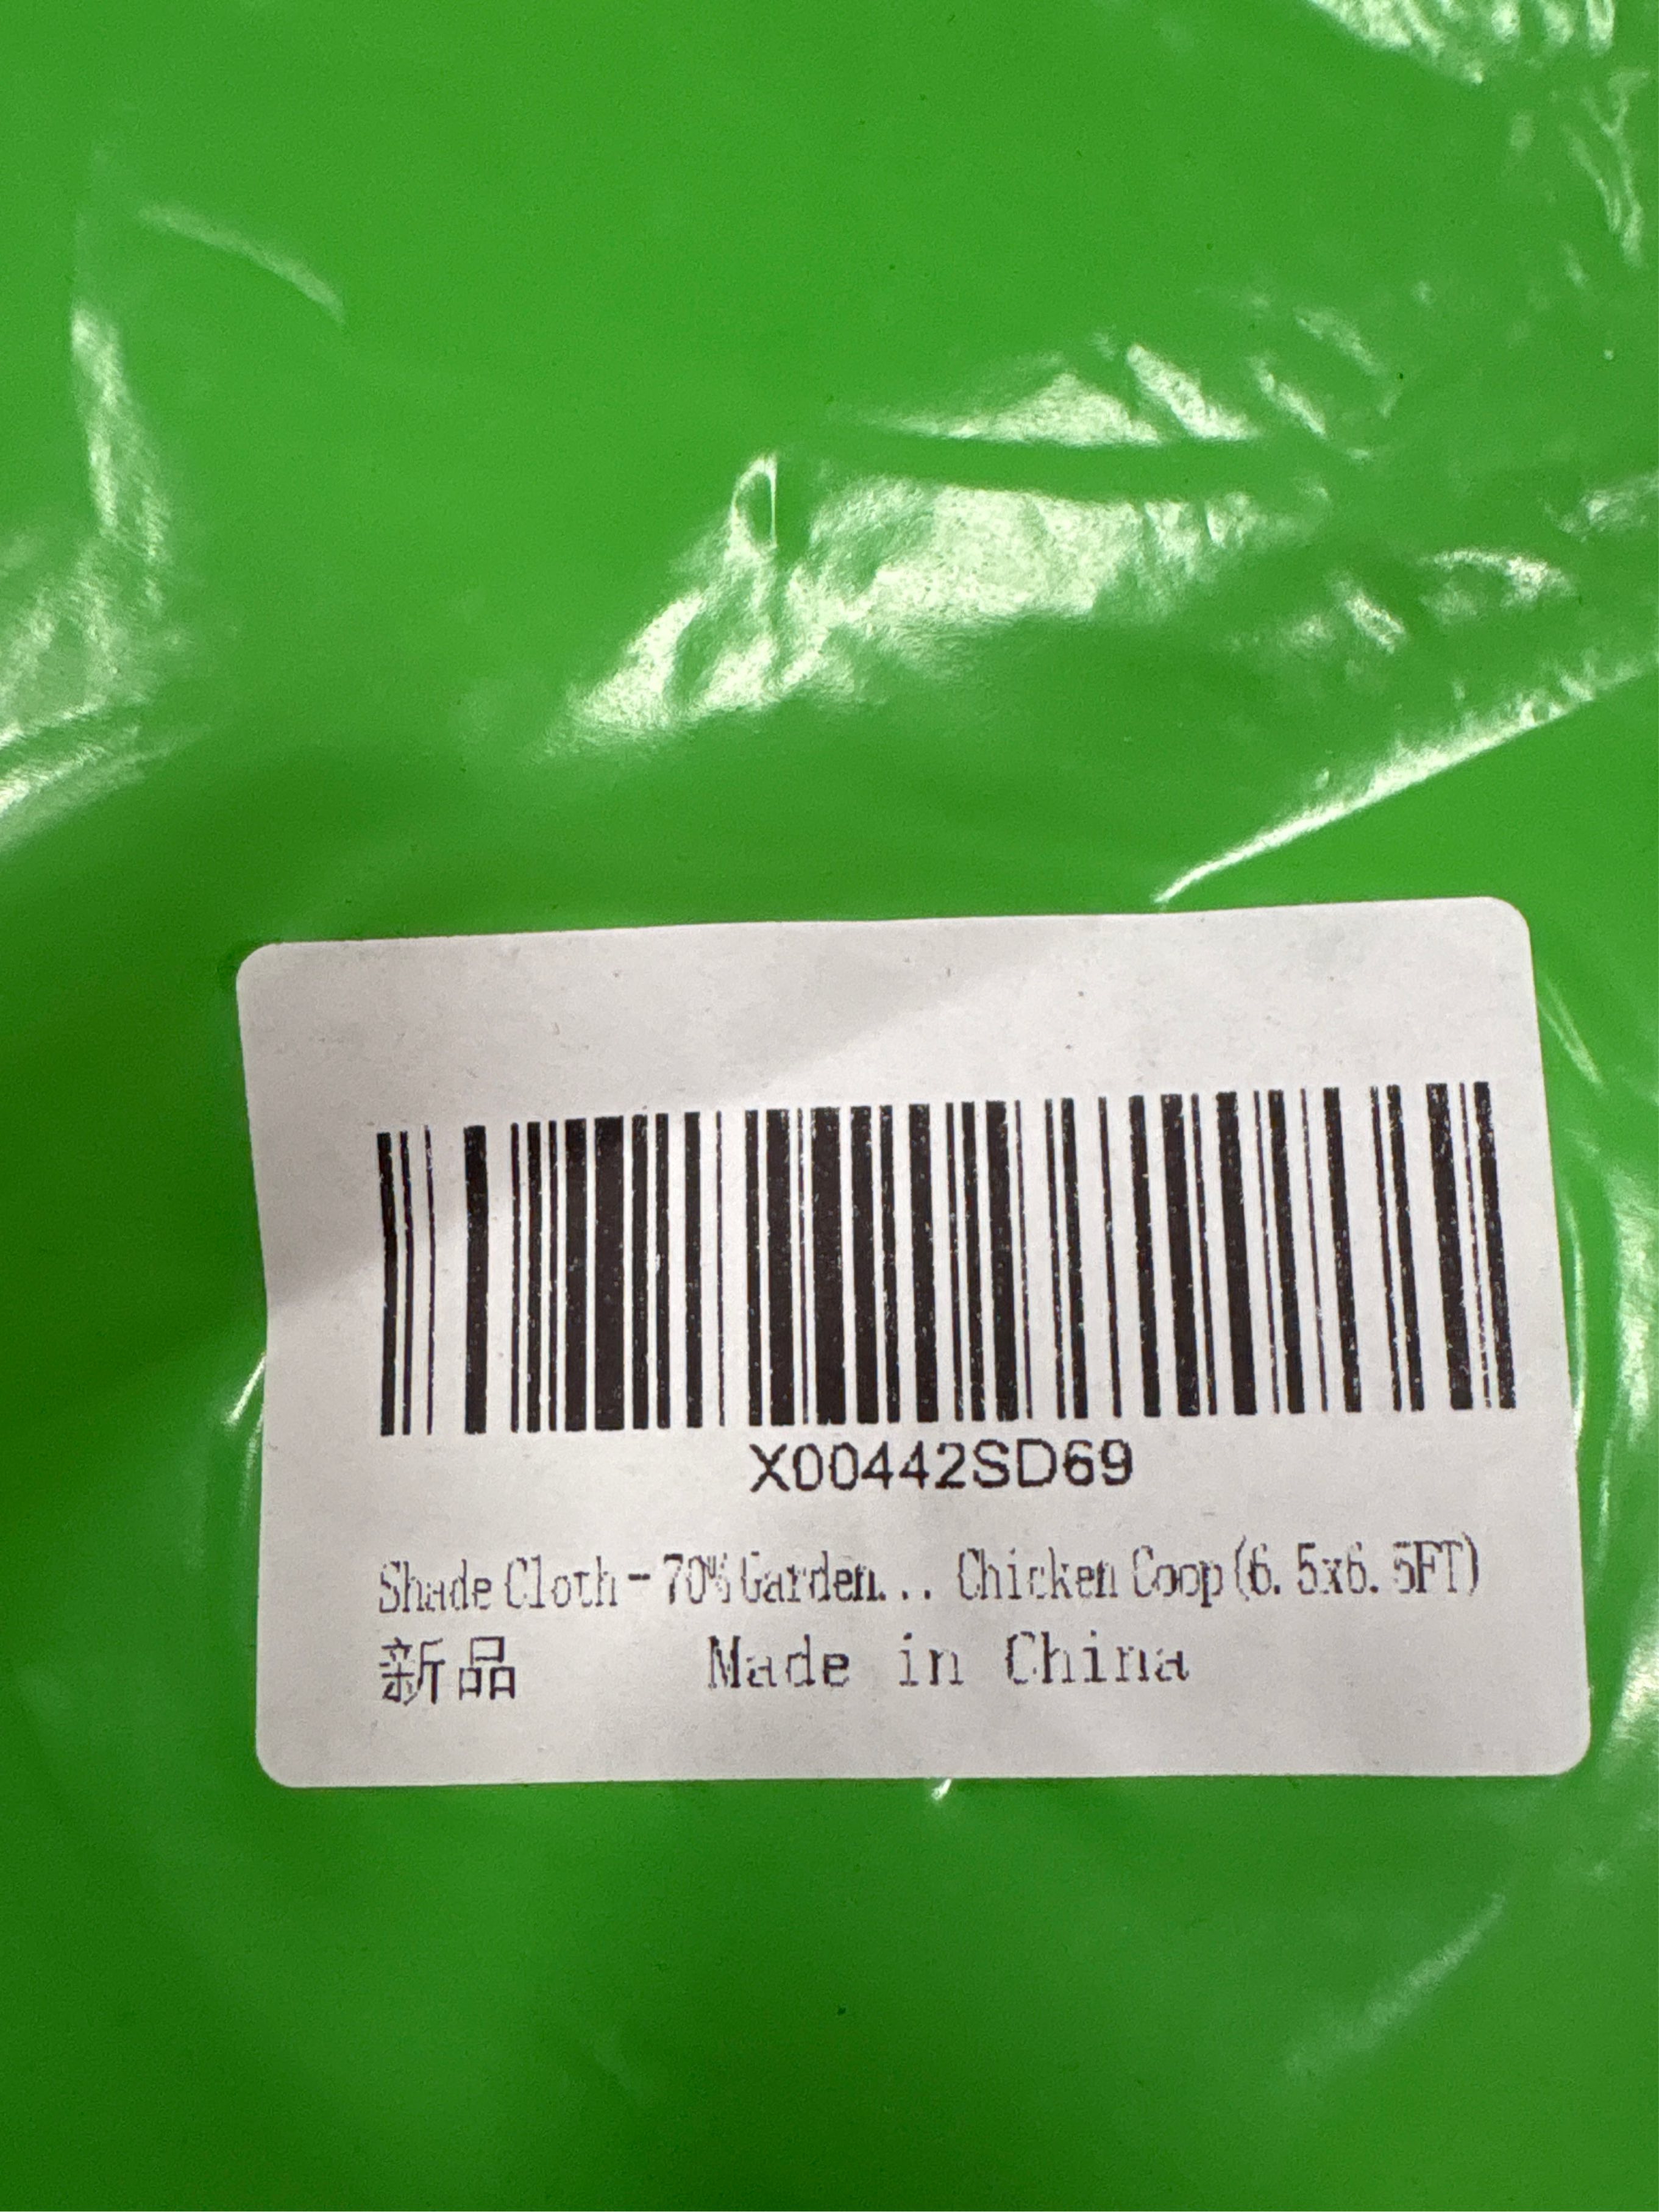 X00442SD69
Shade Cloth-70% Garden... Chicken Coop(6.5x6.5FT)
新品 Made in China